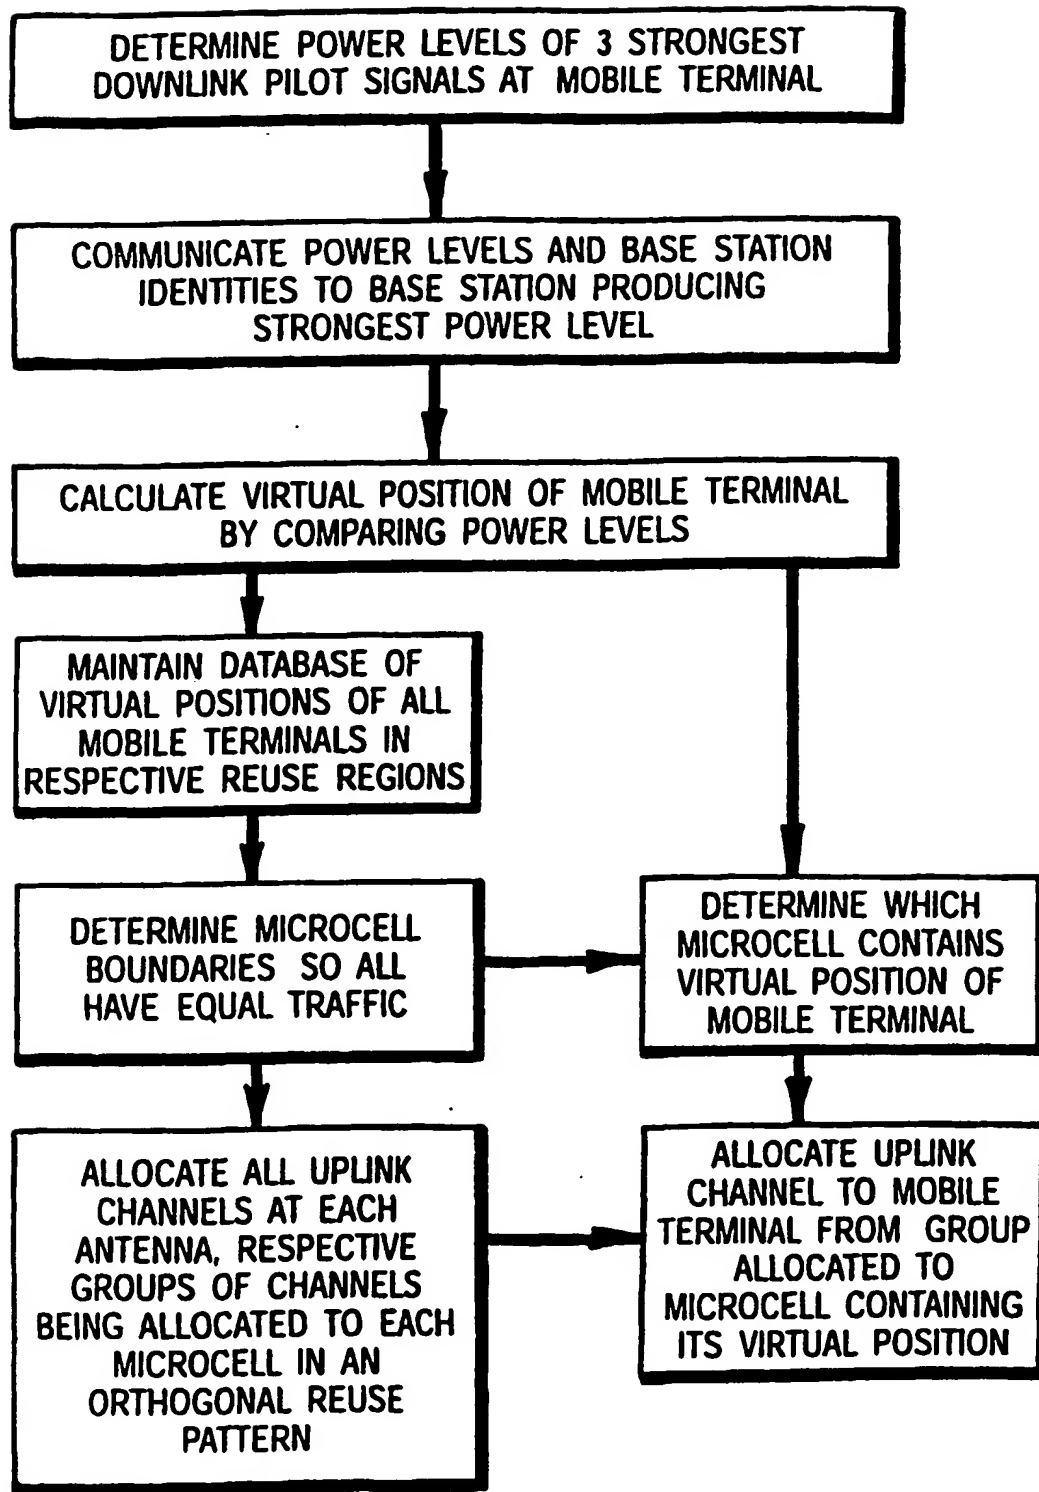 DETERMINE POWER LEVELS OF 3 STRONGEST
DOWNLINK PILOT SIGNALS AT MOBILE TERMINAL
COMMUNICATE POWER LEVELS AND BASE STATION
IDENTITIES TO BASE STATION PRODUCING
STRONGEST POWER LEVEL
CALCULATE VIRTUAL POSITION OF MOBILE TERMINAL
BY COMPARING POWER LEVELS
MAINTAIN DATABASE OF
VIRTUAL POSITIONS OF ALL
MOBILE TERMINALS IN
RESPECTIVE REUSE REGIONS
DETERMINE MICROCELL
BOUNDARIES SO ALL
HAVE EQUAL TRAFFIC
DETERMINE WHICH
MICROCELL CONTAINS
VIRTUAL POSITION OF
MOBILE TERMINAL
ALLOCATE ALL UPLINK
CHANNELS AT EACH
ANTENNA, RESPECTIVE
GROUPS OF CHANNELS
BEING ALLOCATED TO EACH
MICROCELL IN AN
ORTHOGONAL REUSE
PATTERN
ALLOCATE UPLINK
CHANNEL TO MOBILE
TERMINAL FROM GROUP
ALLOCATED TO
MICROCELL CONTAINING
ITS VIRTUAL POSITION